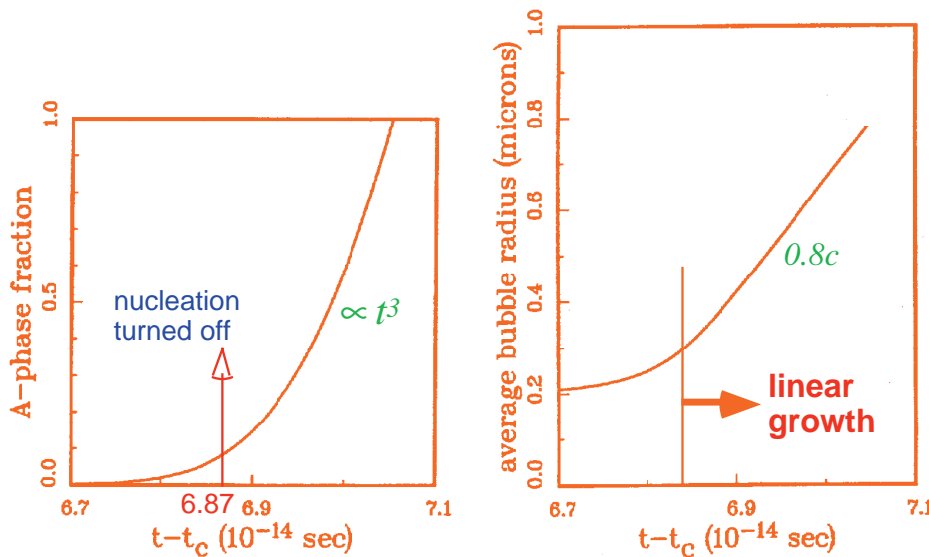 A-phase fraction
1.0
0.5
0.0
nucleation
turned off
∝ t³
6.7
6.87
6.9
7.1
t-t_c (10⁻¹⁴ sec)
average bubble radius (microns)
1.0
0.8
0.6
0.4
0.2
0.0
0.8c
linear
growth
6.7
6.9
7.1
t-t_c (10⁻¹⁴ sec)